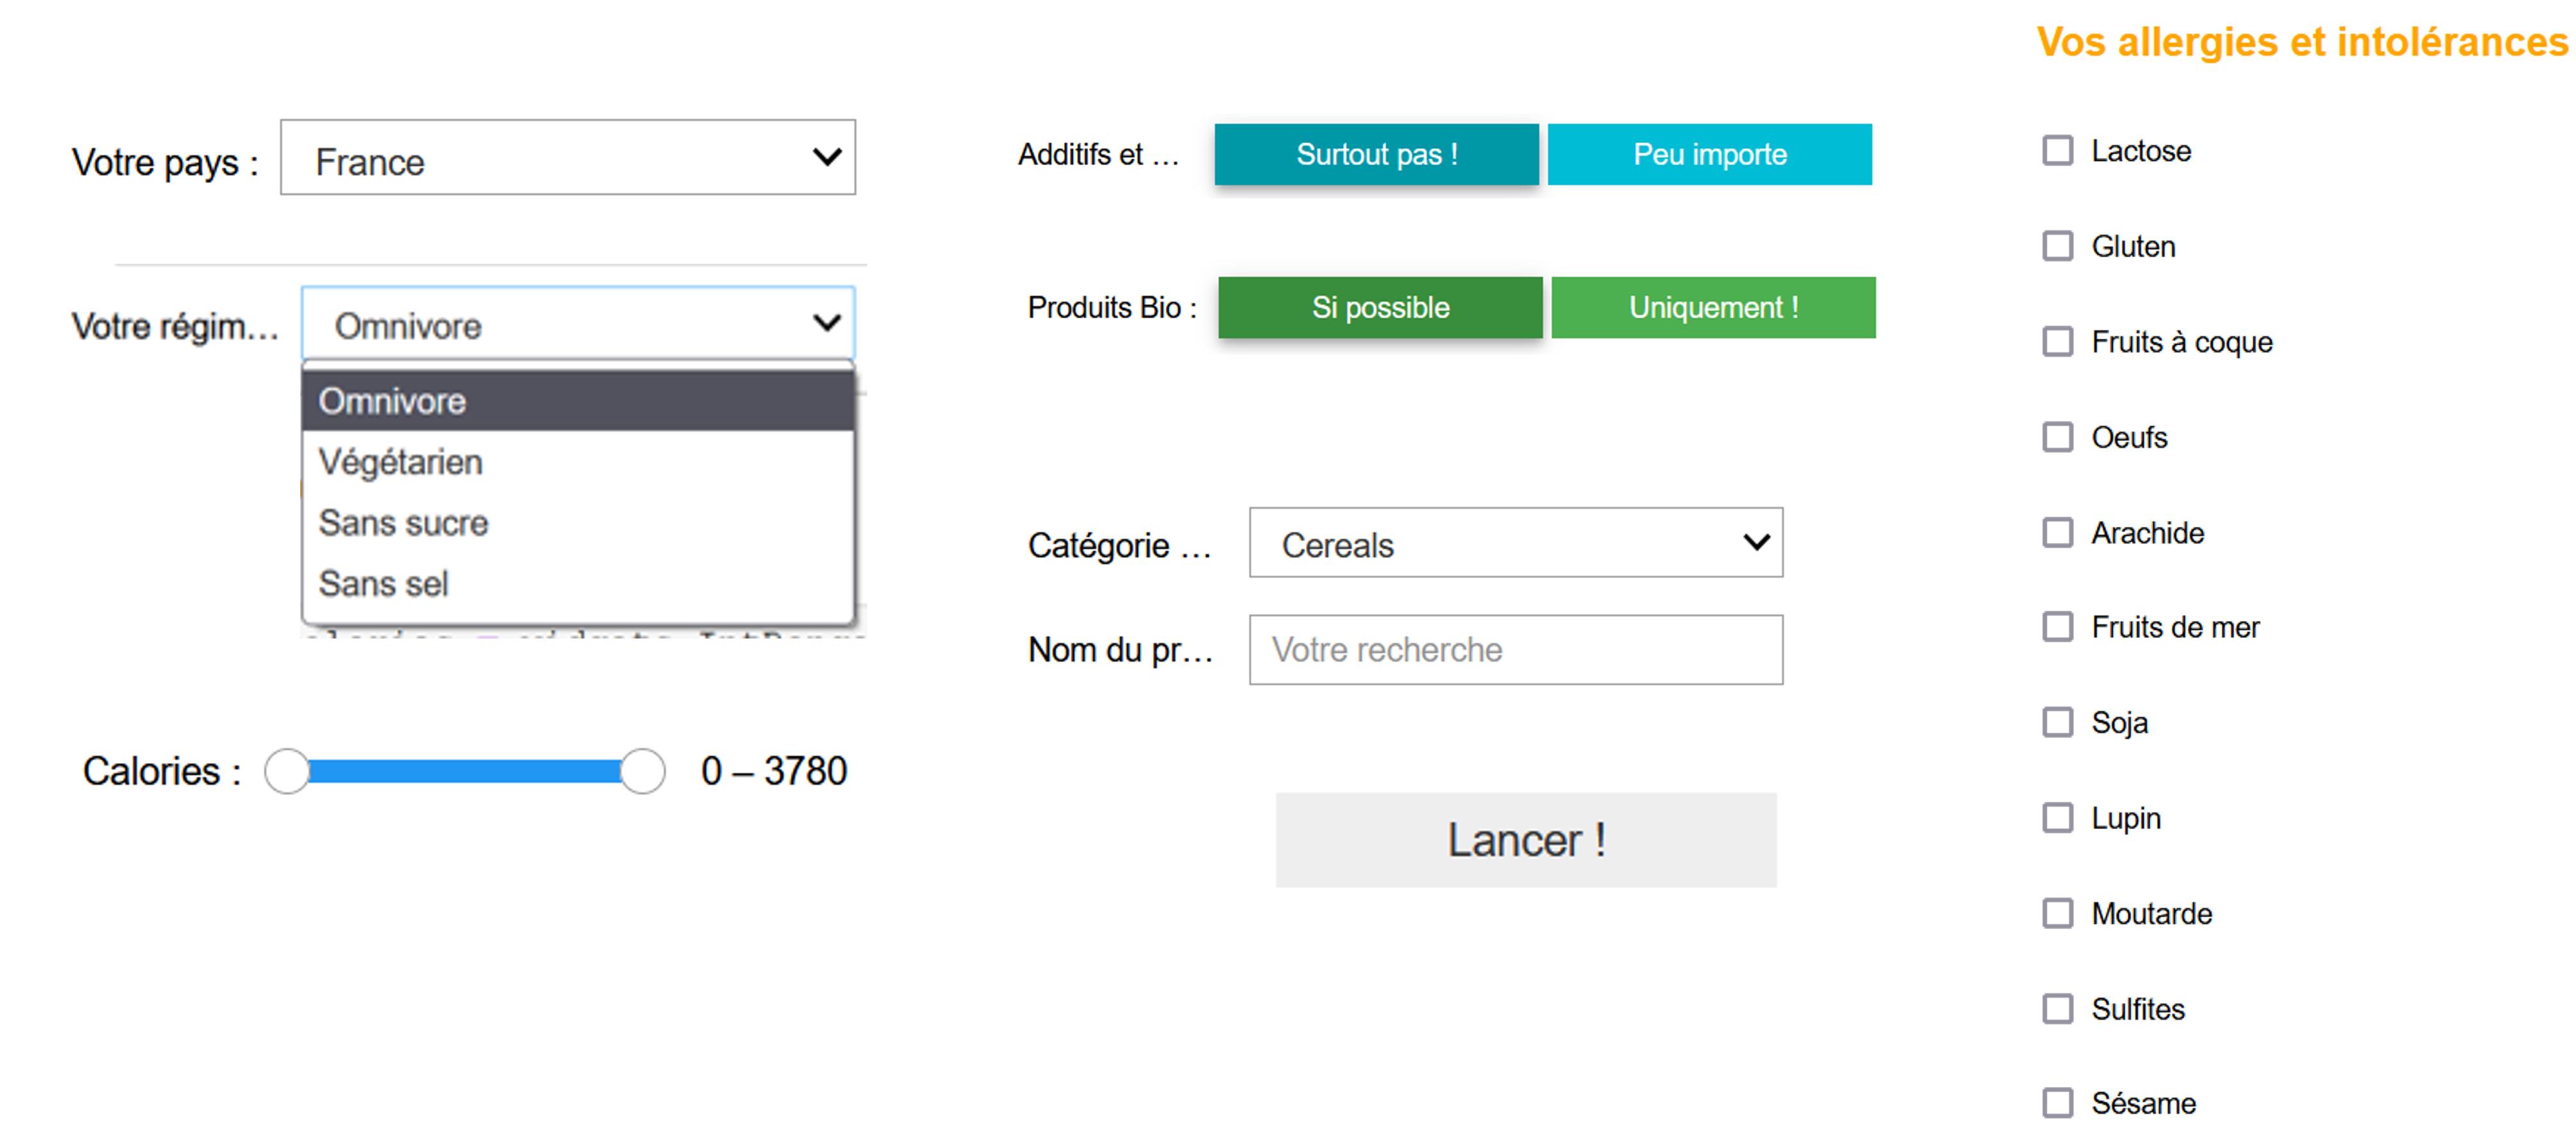 Vos allergies et intolérances
Votre pays :
France
Votre régim...
Omnivore
Omnivore
Végétarien
Sans sucre
Sans sel
Calories :
0 – 3780
Additifs et ...
Surtout pas !
Peu importe
Produits Bio :
Si possible
Uniquement !
Catégorie ...
Cereals
Nom du pr...
Votre recherche
Lancer !
Lactose
Gluten
Fruits à coque
Oeufs
Arachide
Fruits de mer
Soja
Lupin
Moutarde
Sulfites
Sésame